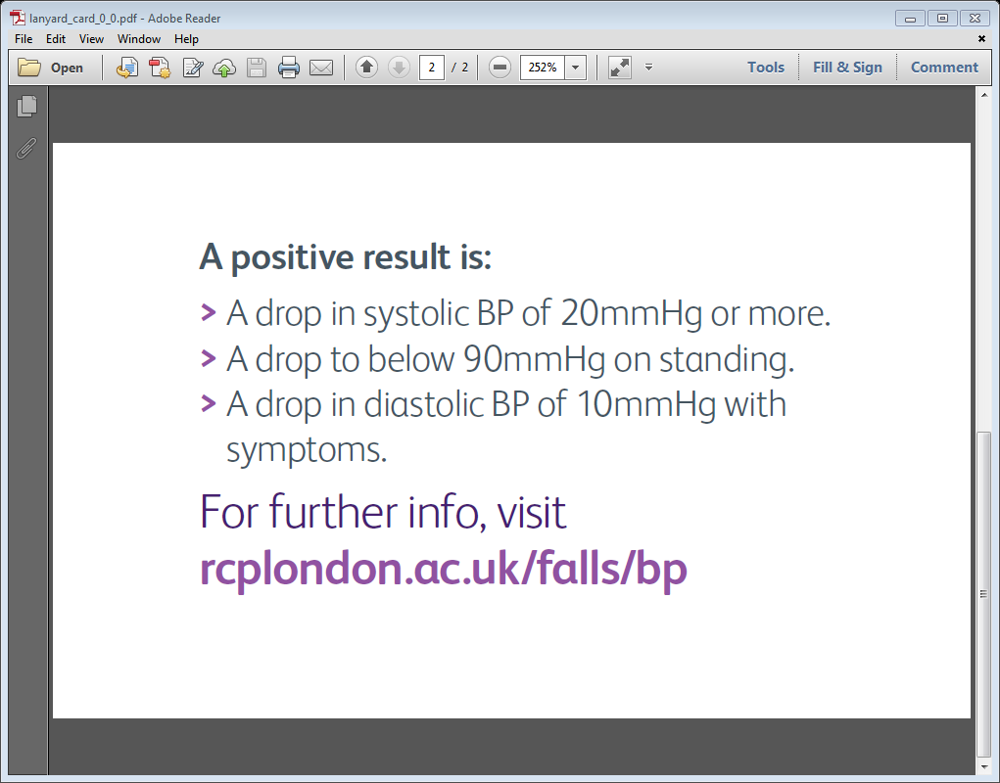 lanyard_card_0_0.pdf - Adobe Reader
File Edit View Window Help
Open 2 / 2 252% Tools Fill & Sign Comment
A positive result is:
> A drop in systolic BP of 20mmHg or more.
> A drop to below 90mmHg on standing.
> A drop in diastolic BP of 10mmHg with
symptoms.
For further info, visit
rcplondon.ac.uk/falls/bp